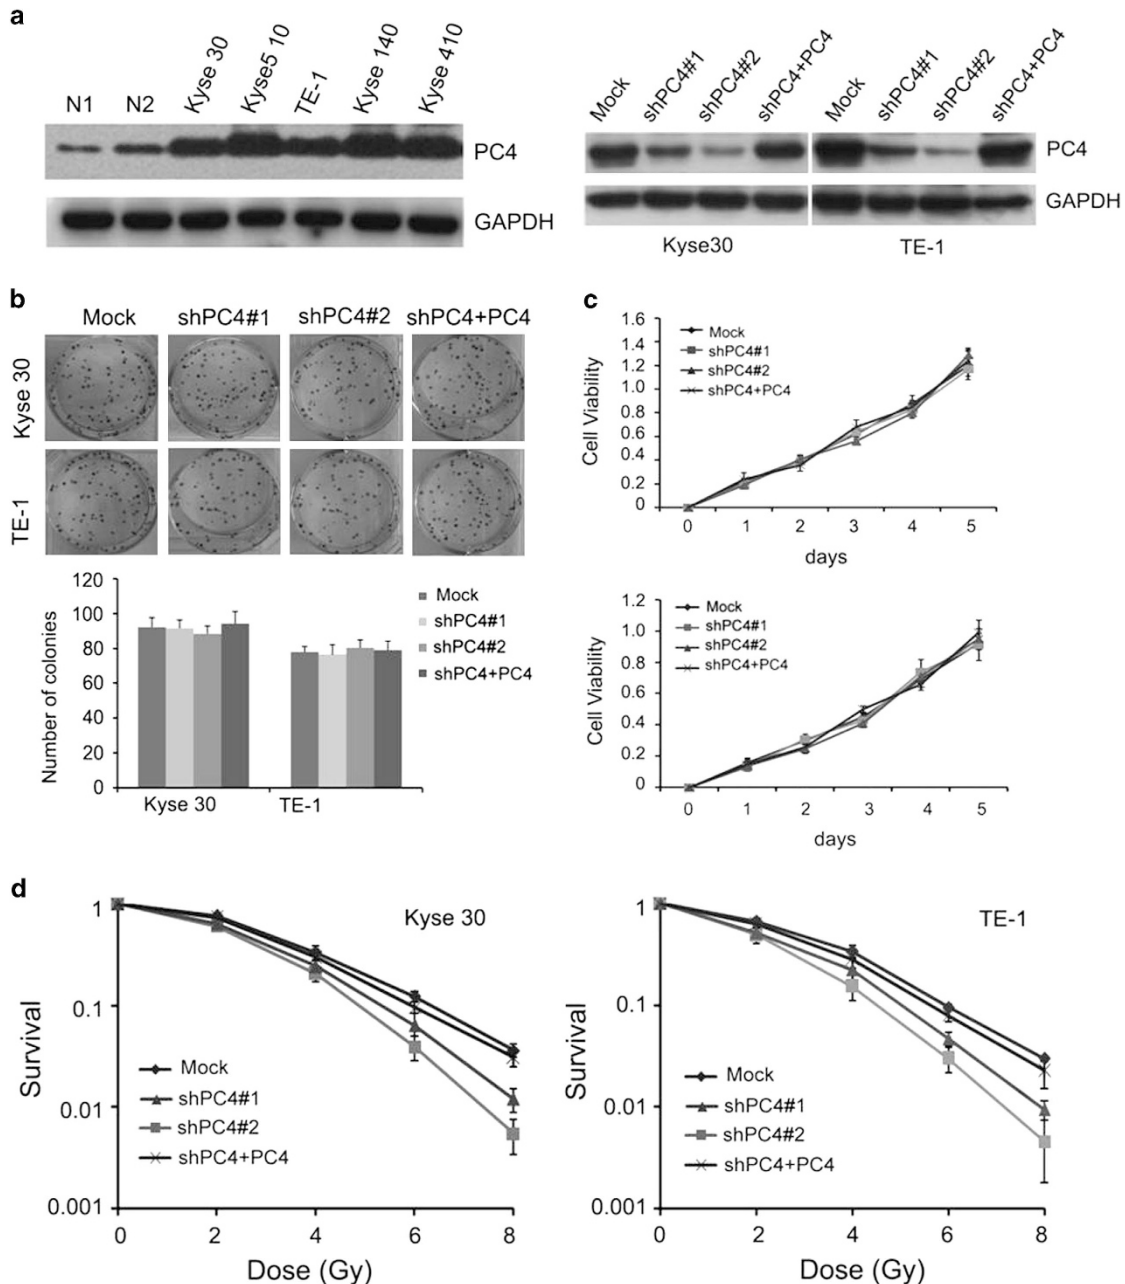 a
N1 N2 Kyse 30 Kyse5 10 TE-1 Kyse 140 Kyse 410
PC4
GAPDH
Mock shPC4#1 shPC4#2 shPC4+PC4 Mock shPC4#1 shPC4#2 shPC4+PC4
PC4
GAPDH
Kyse30 TE-1
b
Mock shPC4#1 shPC4#2 shPC4+PC4
Kyse 30
TE-1
Number of colonies
120
100
80
60
40
20
0
Kyse 30 TE-1
Mock
shPC4#1
shPC4#2
shPC4+PC4
c
Cell Viability
1.6
1.4
1.2
1.0
0.8
0.6
0.4
0.2
0
Mock
shPC4#1
shPC4#2
shPC4+PC4
0 1 2 3 4 5
days
Cell Viability
1.2
1.0
0.8
0.6
0.4
0.2
0
Mock
shPC4#1
shPC4#2
shPC4+PC4
0 1 2 3 4 5
days
d
Kyse 30
Survival
1
0.1
0.01
0.001
Mock
shPC4#1
shPC4#2
shPC4+PC4
0 2 4 6 8
Dose (Gy)
TE-1
Survival
1
0.1
0.01
0.001
Mock
shPC4#1
shPC4#2
shPC4+PC4
0 2 4 6 8
Dose (Gy)